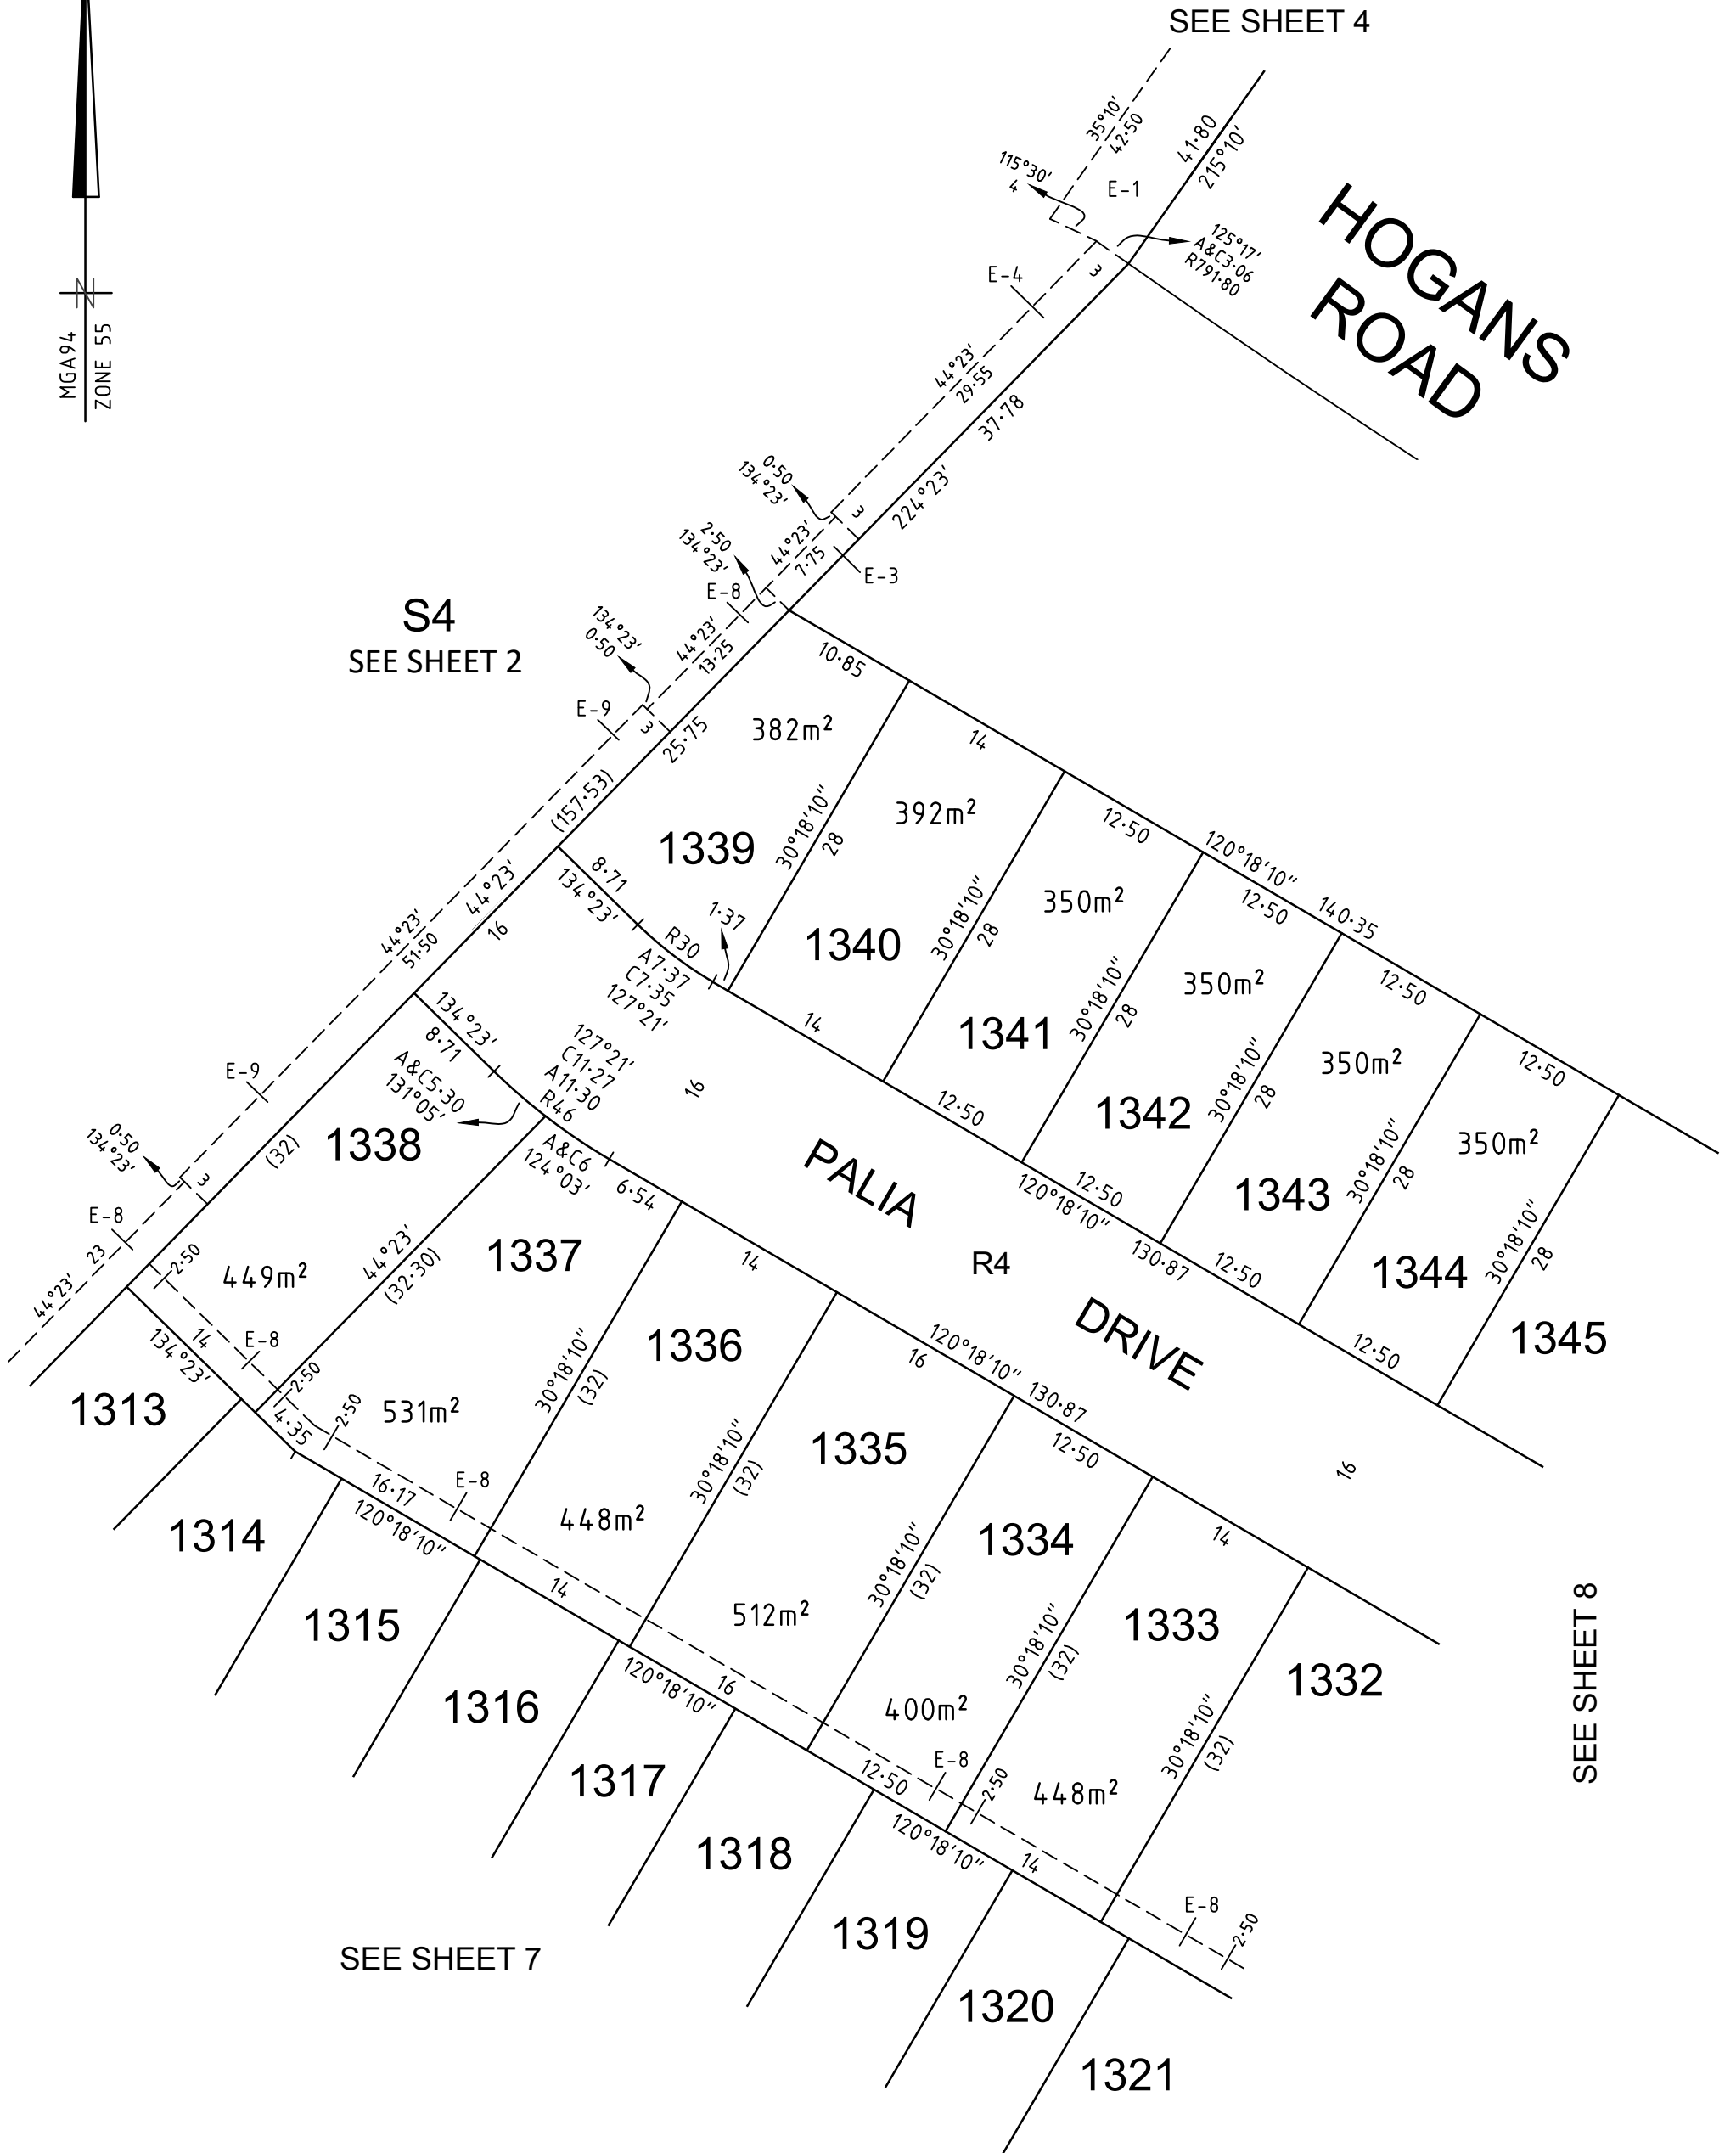 SEE SHEET 4
MGA94
ZONE 55
N
35°10'
42·50
41·80
215°10'
115°30'
4
E-1
125°17'
A&C3·06
R791·80
HOGANS
ROAD
3
E-4
44°23'
29·55
37·78
224°23'
0·50
134°23'
3
44°23'
7·75
2·50
134°23'
E-3
E-8
S4
SEE SHEET 2
134°23'
0·50
44°23'
13·25
E-9
3
25·75
(157·53)
10·85
382m²
14
392m²
12·50
120°18'10"
140·35
1339
30°18'10"
28
8·71
134°23'
350m²
12·50
44°23'
16
44°23'
51·50
R30
1·37
A7·37
C7·35
127°21'
1340
30°18'10"
28
350m²
12·50
14
1341
30°18'10"
28
350m²
12·50
134°23'
8·71
A&C5·30
131°05'
127°21'
C11·27
A11·30
R46
16
12·50
1342
30°18'10"
28
350m²
E-9
1338
(32)
A&C6
124°03'
6·54
PALIA
12·50
120°18'10"
130·87
1343
30°18'10"
28
0·50
134°23'
3
E-8
23
44°23'
2·50
449m²
44°23'
(32·30)
1337
14
R4
DRIVE
12·50
1344
30°18'10"
28
1345
12·50
14
134°23'
E-8
2·50
1313
4·35
2·50
531m²
30°18'10"
(32)
1336
16
120°18'10"
130·87
12·50
16
1335
30°18'10"
(32)
16·17
120°18'10"
E-8
448m²
1314
14
14
1334
30°18'10"
(32)
512m²
1315
120°18'10"
16
1333
30°18'10"
(32)
400m²
1316
1332
30°18'10"
(32)
SEE SHEET 8
1317
12·50
E-8
2·50
448m²
1318
120°18'10"
14
1319
E-8
2·50
SEE SHEET 7
1320
1321